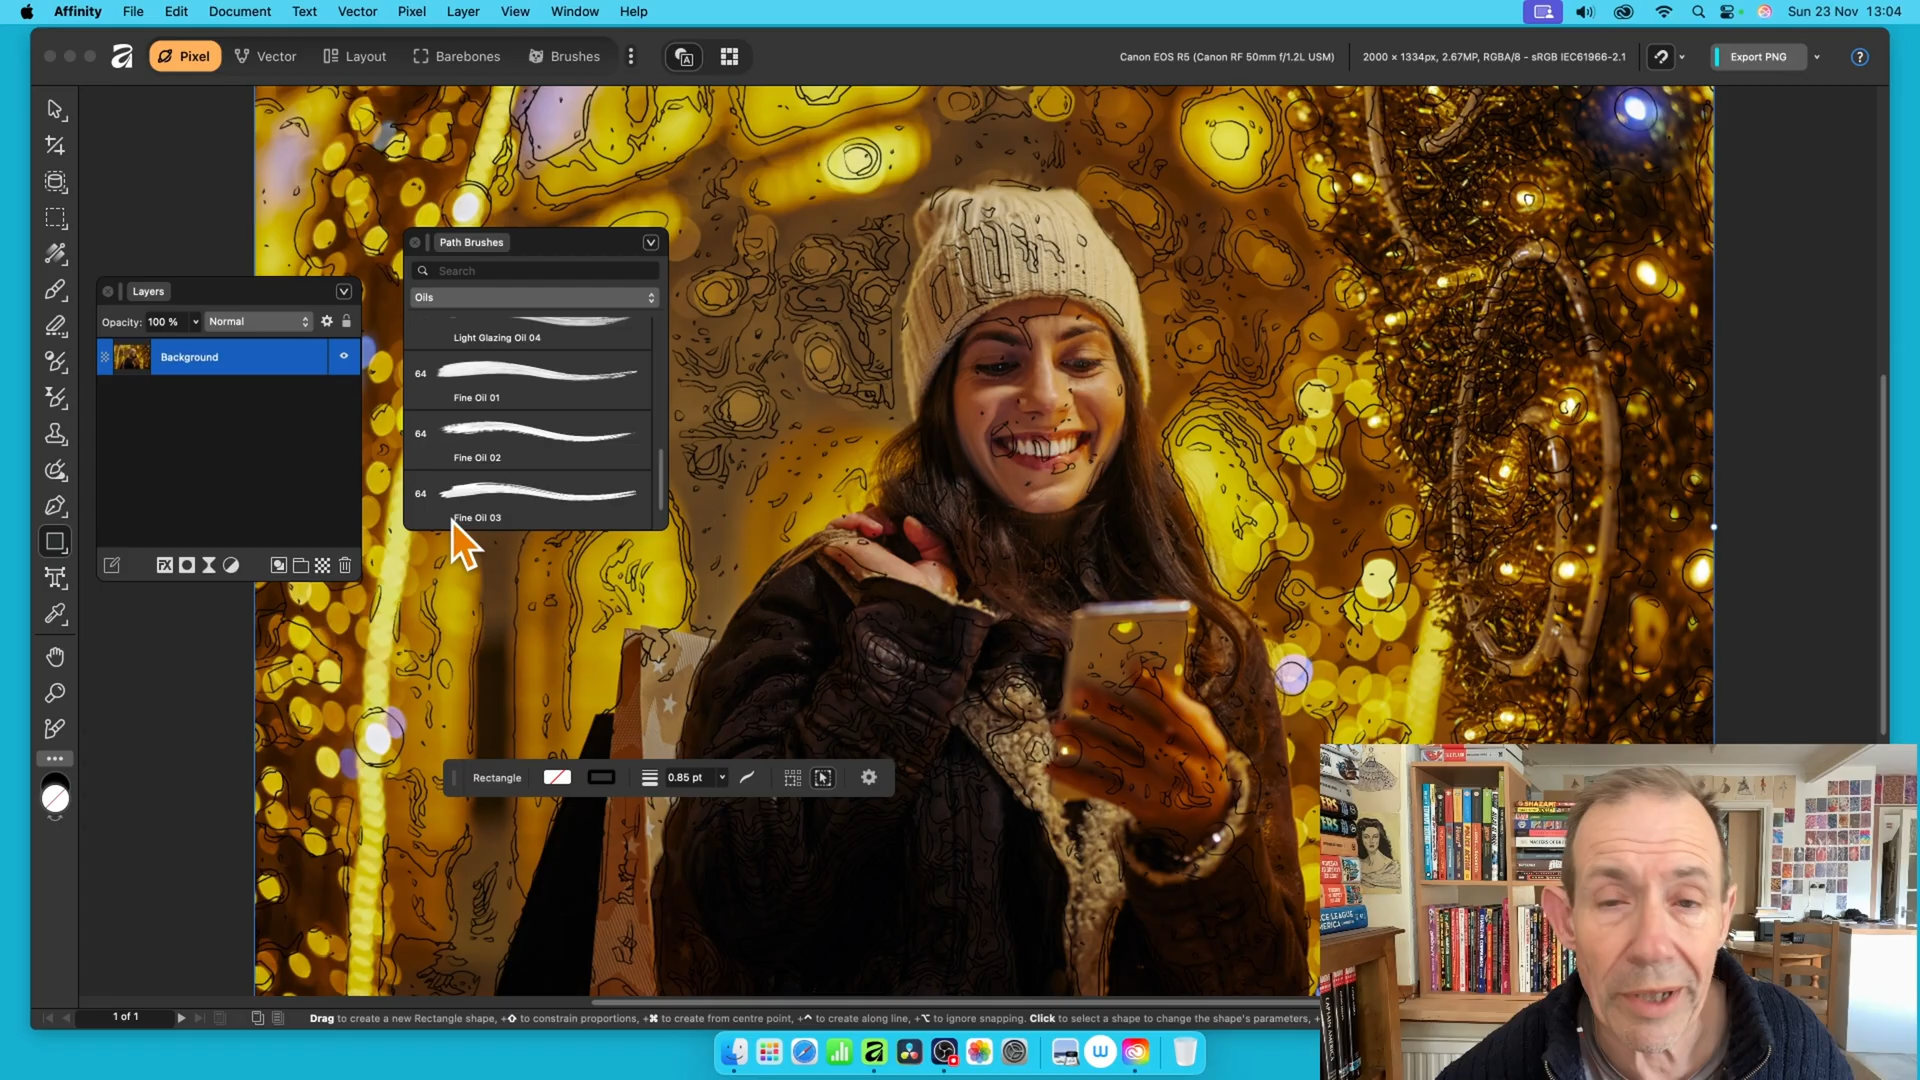 Affinity File Edit Document Text Vector Pixel Layer View Window Help
Sun 23 Nov 13:04
Pixel Vector Layout Barebones Brushes
Canon EOS R5 (Canon RF 50mm f/1.2L USM)
2000 × 1334px, 2.67MP, RGBA/8 - sRGB IEC61966-2.1
Export PNG
?
Path Brushes
Search
Oils
Light Glazing Oil 04
64
Fine Oil 01
64
Fine Oil 02
64
Fine Oil 03
Layers
Opacity: 100 % Normal
Background
FX
Rectangle 0.85 pt
1 of 1
Drag to create a new Rectangle shape, +⇧ to constrain proportions, +⌘ to create from centre point, +⌃ to create along line, +⌥ to ignore snapping. Click to select a shape to change the shape's parameters,
SHAZAM!